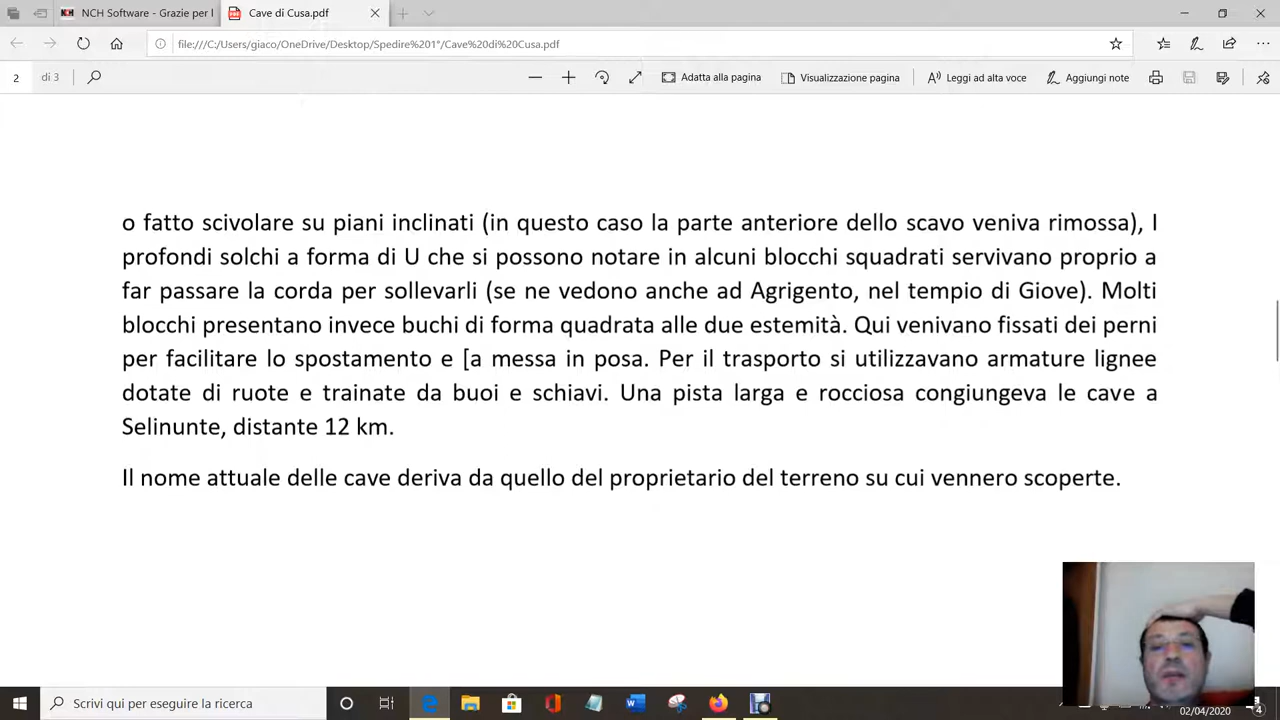 NCH Software - Grazie per l
Cave di Cusa.pdf
file:///C:/Users/giaco/OneDrive/Desktop/Spedire%201°/Cave%20di%20Cusa.pdf
2 di 3 Adatta alla pagina Visualizzazione pagina Leggi ad alta voce Aggiungi note
o fatto scivolare su piani inclinati (in questo caso la parte anteriore dello scavo veniva rimossa), I
profondi solchi a forma di U che si possono notare in alcuni blocchi squadrati servivano proprio a
far passare la corda per sollevarli (se ne vedono anche ad Agrigento, nel tempio di Giove). Molti
blocchi presentano invece buchi di forma quadrata alle due estemità. Qui venivano fissati dei perni
per facilitare lo spostamento e [a messa in posa. Per il trasporto si utilizzavano armature lignee
dotate di ruote e trainate da buoi e schiavi. Una pista larga e rocciosa congiungeva le cave a
Selinunte, distante 12 km.
Il nome attuale delle cave deriva da quello del proprietario del terreno su cui vennero scoperte.
Scrivi qui per eseguire la ricerca
02/04/2020
4